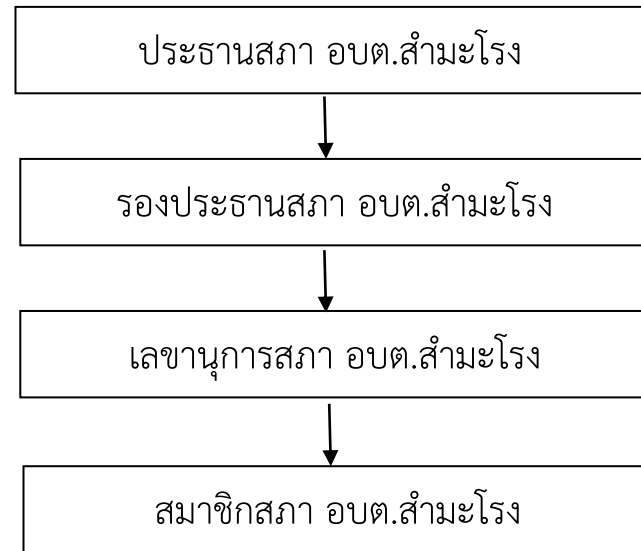 ประธานสภา อบต.สำมะโรง
รองประธานสภา อบต.สำมะโรง
เลขานุการสภา อบต.สำมะโรง
สมาชิกสภา อบต.สำมะโรง